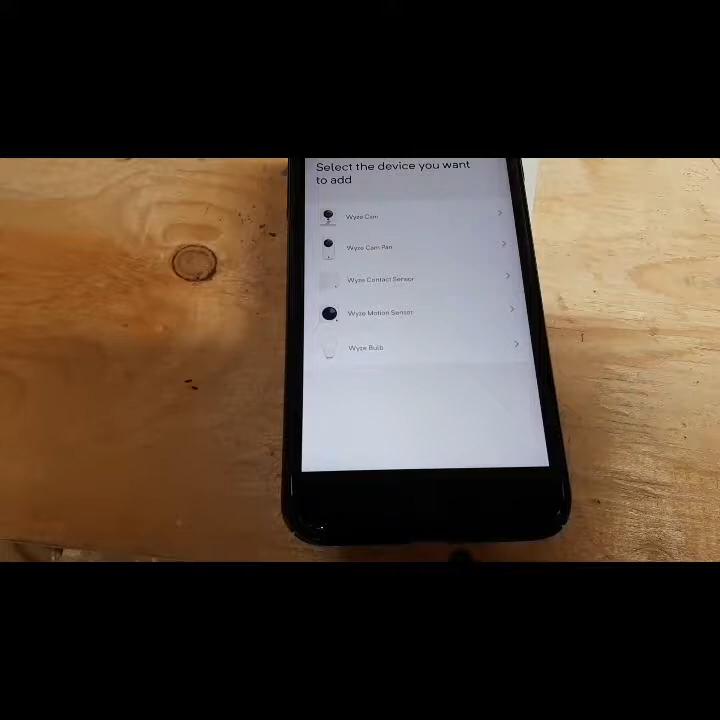 Select the device you want
to add
Wyze Cam
Wyze Cam Pan
Wyze Contact Sensor
Wyze Motion Sensor
Wyze Bulb